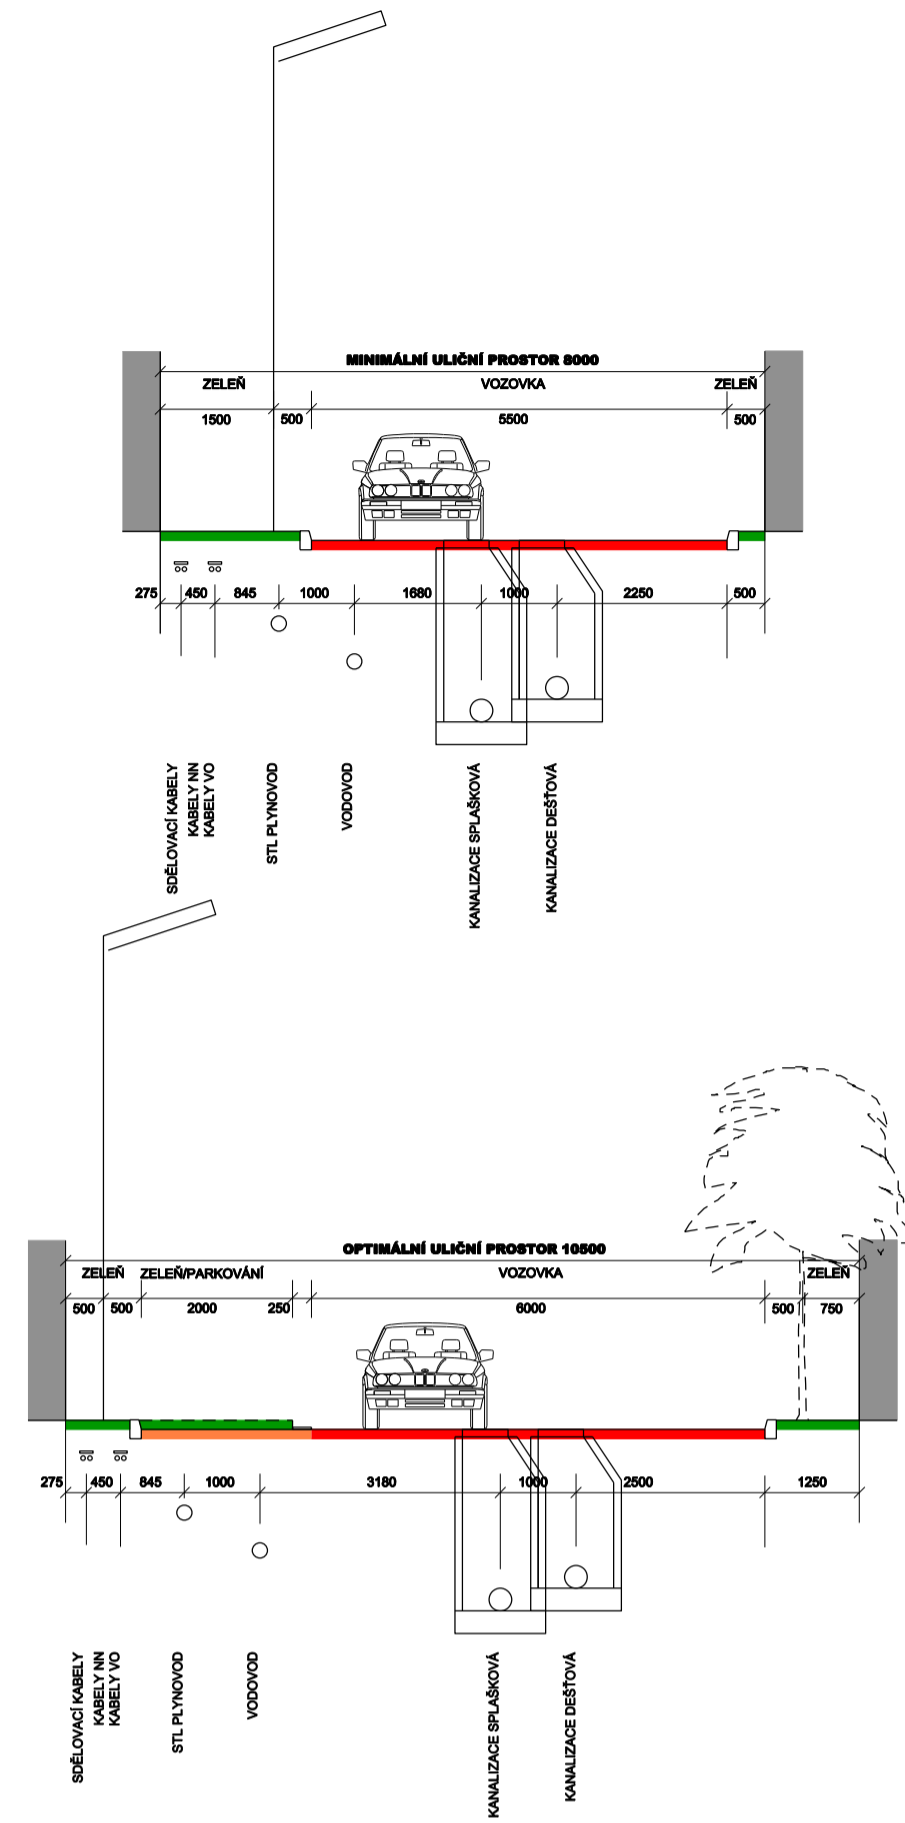 MINIMÁLNÍ ULIČNÍ PROSTOR 8000
ZELEŇ VOZOVKA ZELEŇ
1500 500 5500 500
275 450 845 1000 1680 1000 2250 500
SDĚLOVACÍ KABELY
KABELY NN
KABELY VO
STL PLYNOVOD
VODOVOD
KANALIZACE SPLAŠKOVÁ
KANALIZACE DEŠŤOVÁ
OPTIMÁLNÍ ULIČNÍ PROSTOR 10500
ZELEŇ ZELEŇ/PARKOVÁNÍ VOZOVKA ZELEŇ
500 500 2000 250 6000 500 750
275 450 845 1000 3180 1000 2500 1250
SDĚLOVACÍ KABELY
KABELY NN
KABELY VO
STL PLYNOVOD
VODOVOD
KANALIZACE SPLAŠKOVÁ
KANALIZACE DEŠŤOVÁ